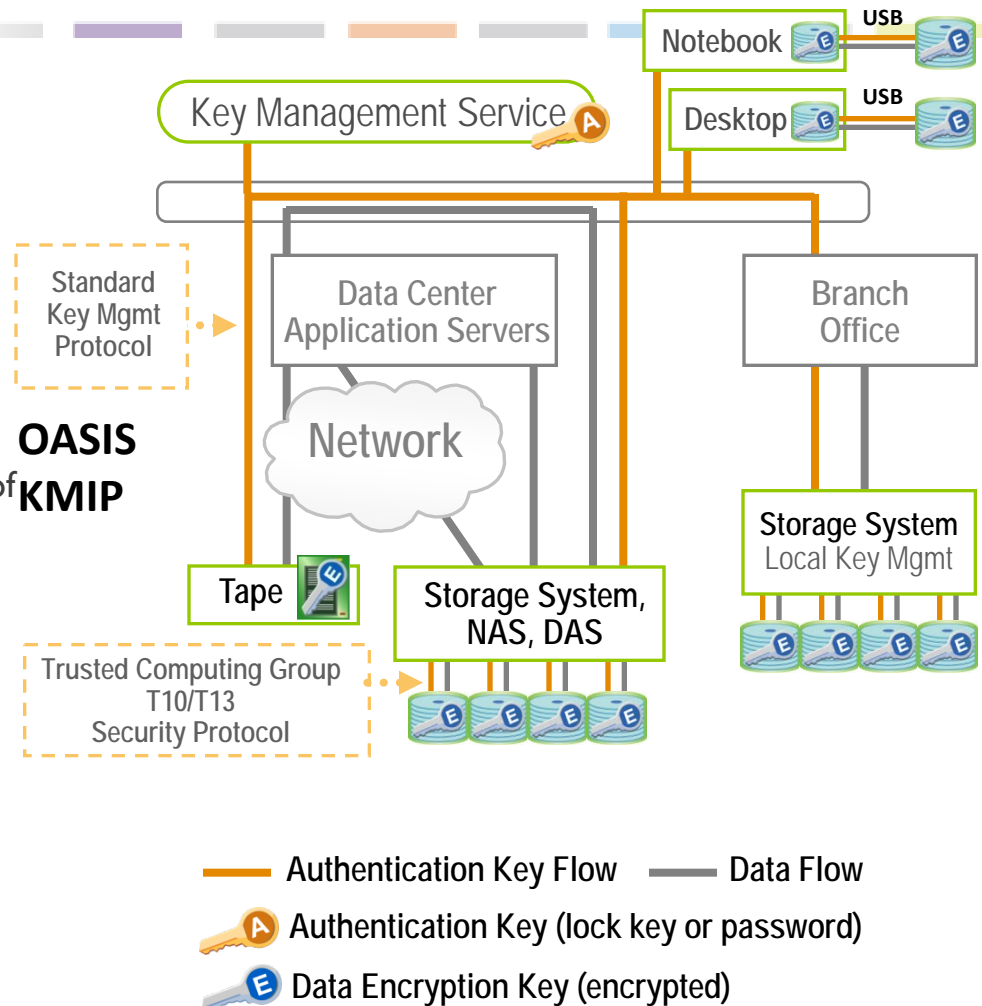 USB
Notebook
E
E
USB
Desktop
E
E
Key Management Service
A
Standard
Key Mgmt
Protocol
Data Center
Application Servers
Branch
Office
Network
OASIS
of KMIP
Tape
E
Storage System,
NAS, DAS
Storage System
Local Key Mgmt
E E E E
Trusted Computing Group
T10/T13
Security Protocol
E E E E
Authentication Key Flow
Data Flow
A Authentication Key (lock key or password)
E Data Encryption Key (encrypted)